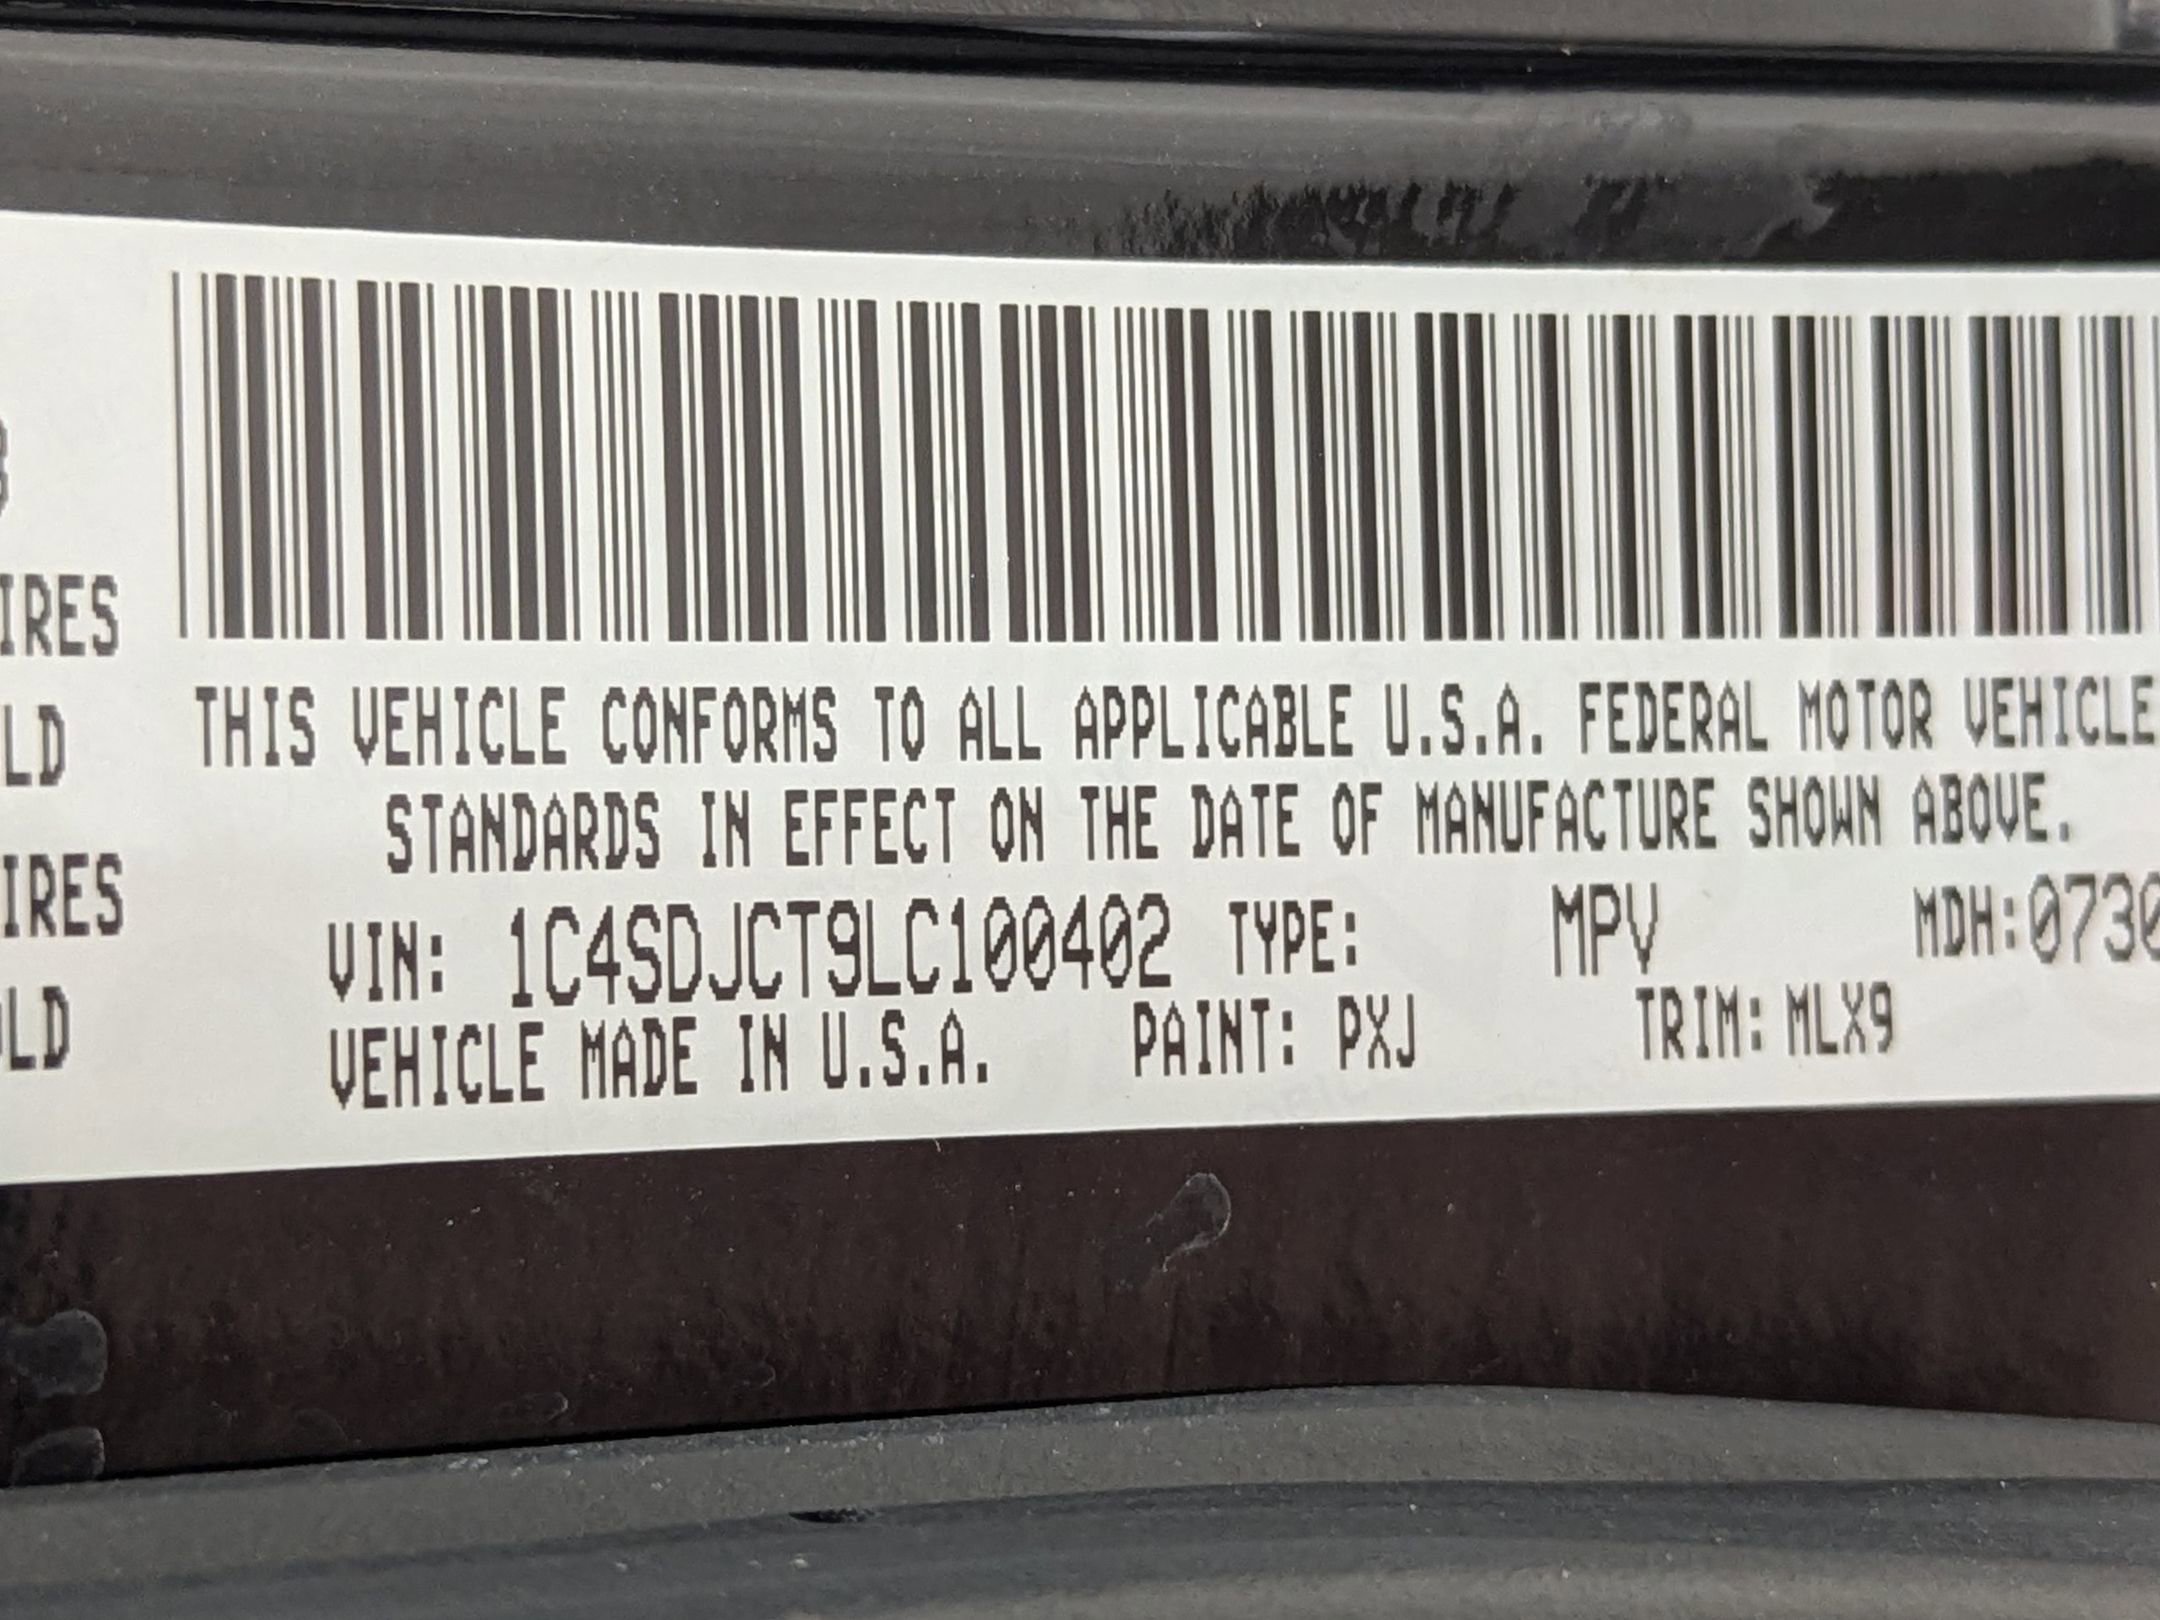 IRES
LD
IRES
LD
THIS VEHICLE CONFORMS TO ALL APPLICABLE U.S.A. FEDERAL MOTOR VEHICLE
STANDARDS IN EFFECT ON THE DATE OF MANUFACTURE SHOWN ABOVE.
VIN: 1C4SDJCT9LC100402 TYPE: MPV MDH:0730
VEHICLE MADE IN U.S.A. PAINT: PXJ TRIM: MLX9